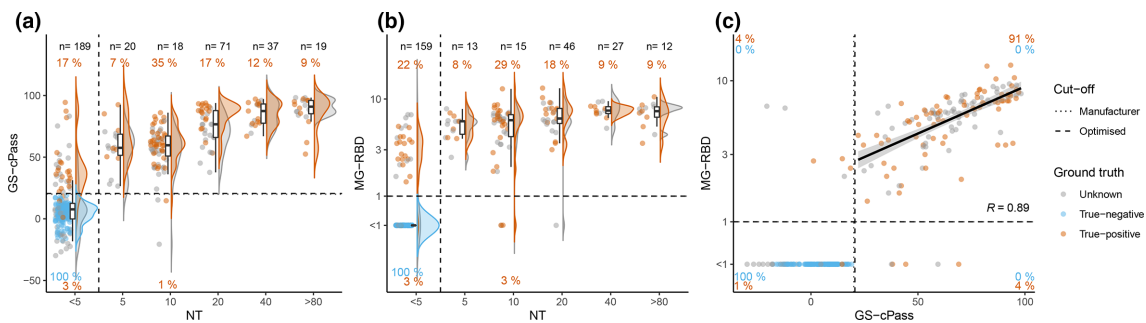 (a)
n= 189 n= 20 n= 18 n= 71 n= 37 n= 19
17 % 7 % 35 % 17 % 12 % 9 %
100
50
0
−50
GS-cPass
100 %
3 % 1 %
<5 5 10 20 40 >80
NT
(b)
n= 159 n= 13 n= 15 n= 46 n= 27 n= 12
22 % 8 % 29 % 18 % 9 % 9 %
10
3
1
<1
MG-RBD
100 %
3 % 3 %
<5 5 10 20 40 >80
NT
(c)
4 % 91 %
0 % 0 %
10
3
1
<1
MG-RBD
R = 0.89
100 % 0 %
1 % 4 %
0 50 100
GS-cPass
Cut-off
Manufacturer
Optimised
Ground truth
Unknown
True-negative
True-positive